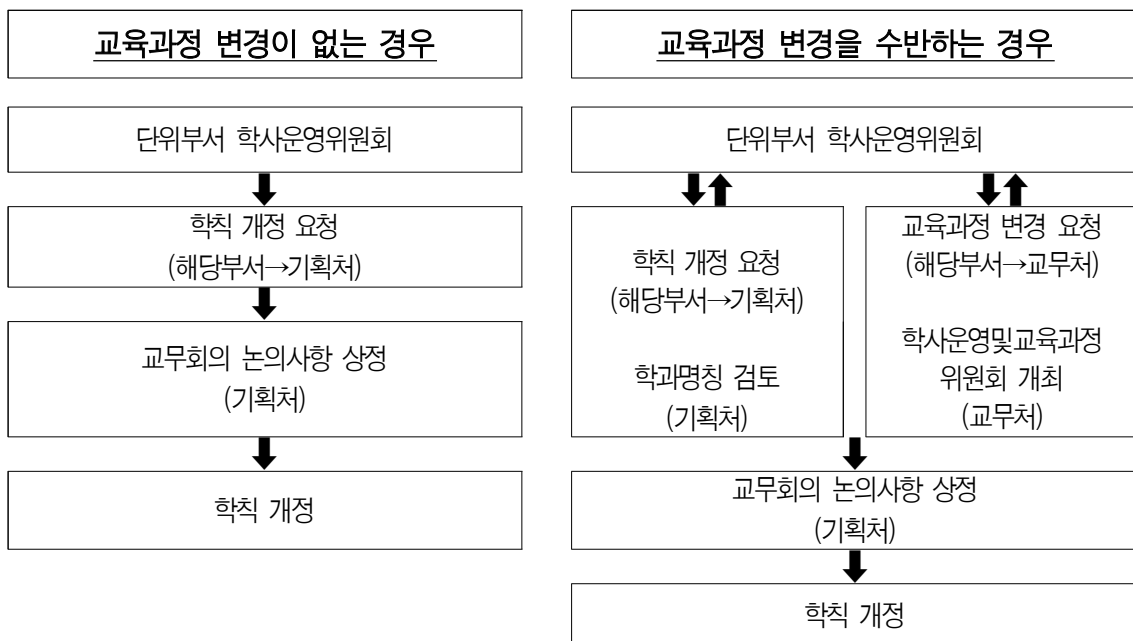 교육과정 변경이 없는 경우
단위부서 학사운영위원회
학칙 개정 요청
(해당부서→기획처)
교무회의 논의사항 상정
(기획처)
학칙 개정
교육과정 변경을 수반하는 경우
단위부서 학사운영위원회
학칙 개정 요청
(해당부서→기획처)
학과명칭 검토
(기획처)
교육과정 변경 요청
(해당부서→교무처)
학사운영및교육과정
위원회 개최
(교무처)
교무회의 논의사항 상정
(기획처)
학칙 개정